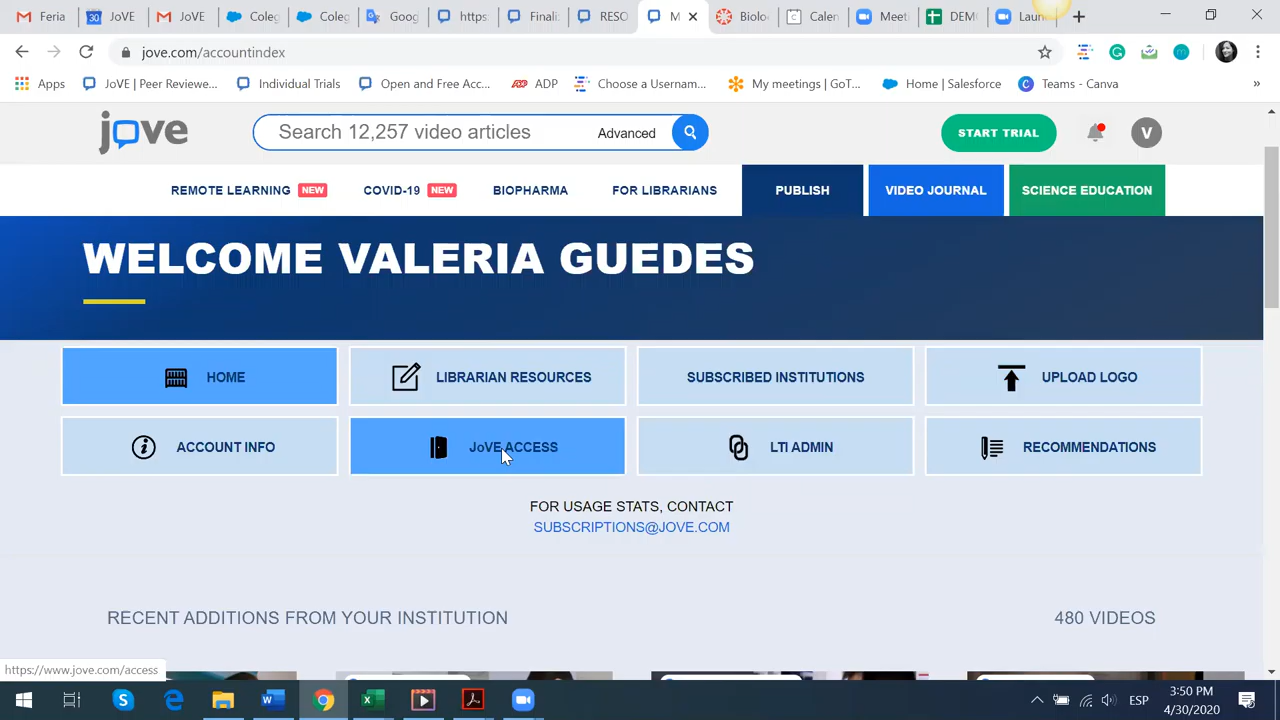 Feria
JoVE
JoVE
Coleg
Coleg
Goog
https:
Finali
RESO
M
Biolo
Calen
Meet
DEM
Laun
jove.com/accountindex
Apps
JoVE | Peer Reviewe...
Individual Trials
Open and Free Acc...
ADP
Choose a Usernam...
My meetings | GoT...
Home | Salesforce
Teams - Canva
»
jove
Search 12,257 video articles
Advanced
START TRIAL
V
REMOTE LEARNING NEW
COVID-19 NEW
BIOPHARMA
FOR LIBRARIANS
PUBLISH
VIDEO JOURNAL
SCIENCE EDUCATION
WELCOME VALERIA GUEDES
HOME
LIBRARIAN RESOURCES
SUBSCRIBED INSTITUTIONS
UPLOAD LOGO
ACCOUNT INFO
JoVE ACCESS
LTI ADMIN
RECOMMENDATIONS
FOR USAGE STATS, CONTACT
SUBSCRIPTIONS@JOVE.COM
RECENT ADDITIONS FROM YOUR INSTITUTION
480 VIDEOS
https://www.jove.com/access
ESP
3:50 PM
4/30/2020